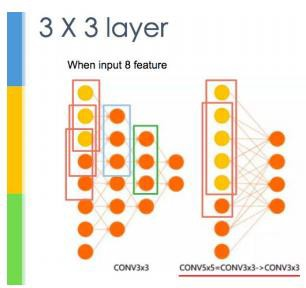 3 X 3 layer
When input 8 feature
CONV3x3
CONV5x5=CONV3x3->CONV3x3